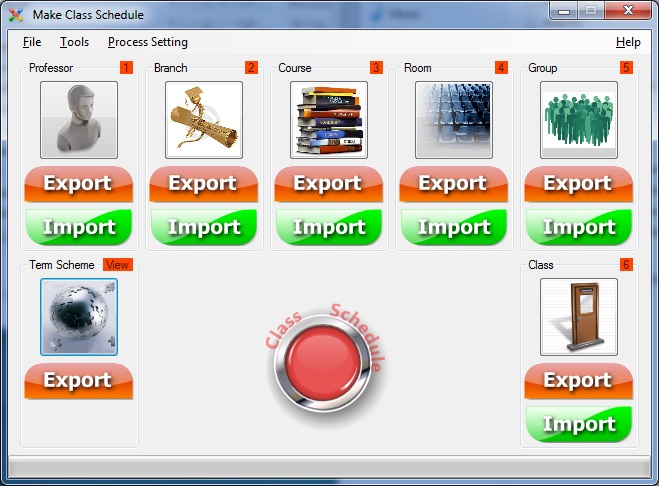 Make Class Schedule
File Tools Process Setting Help
Professor 1 Branch 2 Course 3 Room 4 Group 5
Export Export Export Export Export
Import Import Import Import Import
Term Scheme View Class 6
Class Schedule
Export Export
Import